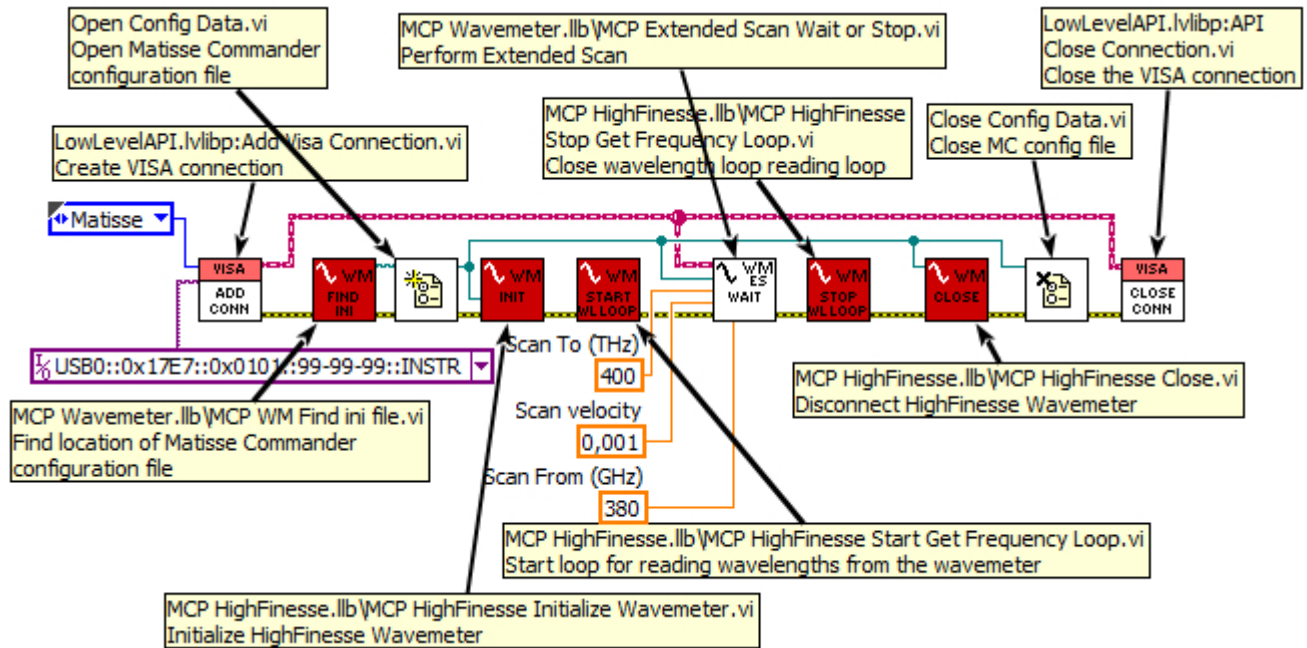 Open Config Data.vi
Open Matisse Commander
configuration file
MCP Wavemeter.llb\MCP Extended Scan Wait or Stop.vi
Perform Extended Scan
LowLevelAPI.lvlibp:API
Close Connection.vi
Close the VISA connection
LowLevelAPI.lvlibp:Add Visa Connection.vi
Create VISA connection
MCP HighFinesse.llb\MCP HighFinesse
Stop Get Frequency Loop.vi
Close wavelength loop reading loop
Close Config Data.vi
Close MC config file
Matisse
VISA
ADD
CONN
WM
FIND
INI
WM
INIT
WM
START
WL LOOP
WM
ES
WAIT
WM
STOP
WL LOOP
WM
CLOSE
VISA
CLOSE
CONN
USB0::0x17E7::0x0101::99-99-99::INSTR
Scan To (THz)
400
Scan velocity
0,001
Scan From (GHz)
380
MCP Wavemeter.llb\MCP WM Find ini file.vi
Find location of Matisse Commander
configuration file
MCP HighFinesse.llb\MCP HighFinesse Close.vi
Disconnect HighFinesse Wavemeter
MCP HighFinesse.llb\MCP HighFinesse Start Get Frequency Loop.vi
Start loop for reading wavelengths from the wavemeter
MCP HighFinesse.llb\MCP HighFinesse Initialize Wavemeter.vi
Initialize HighFinesse Wavemeter